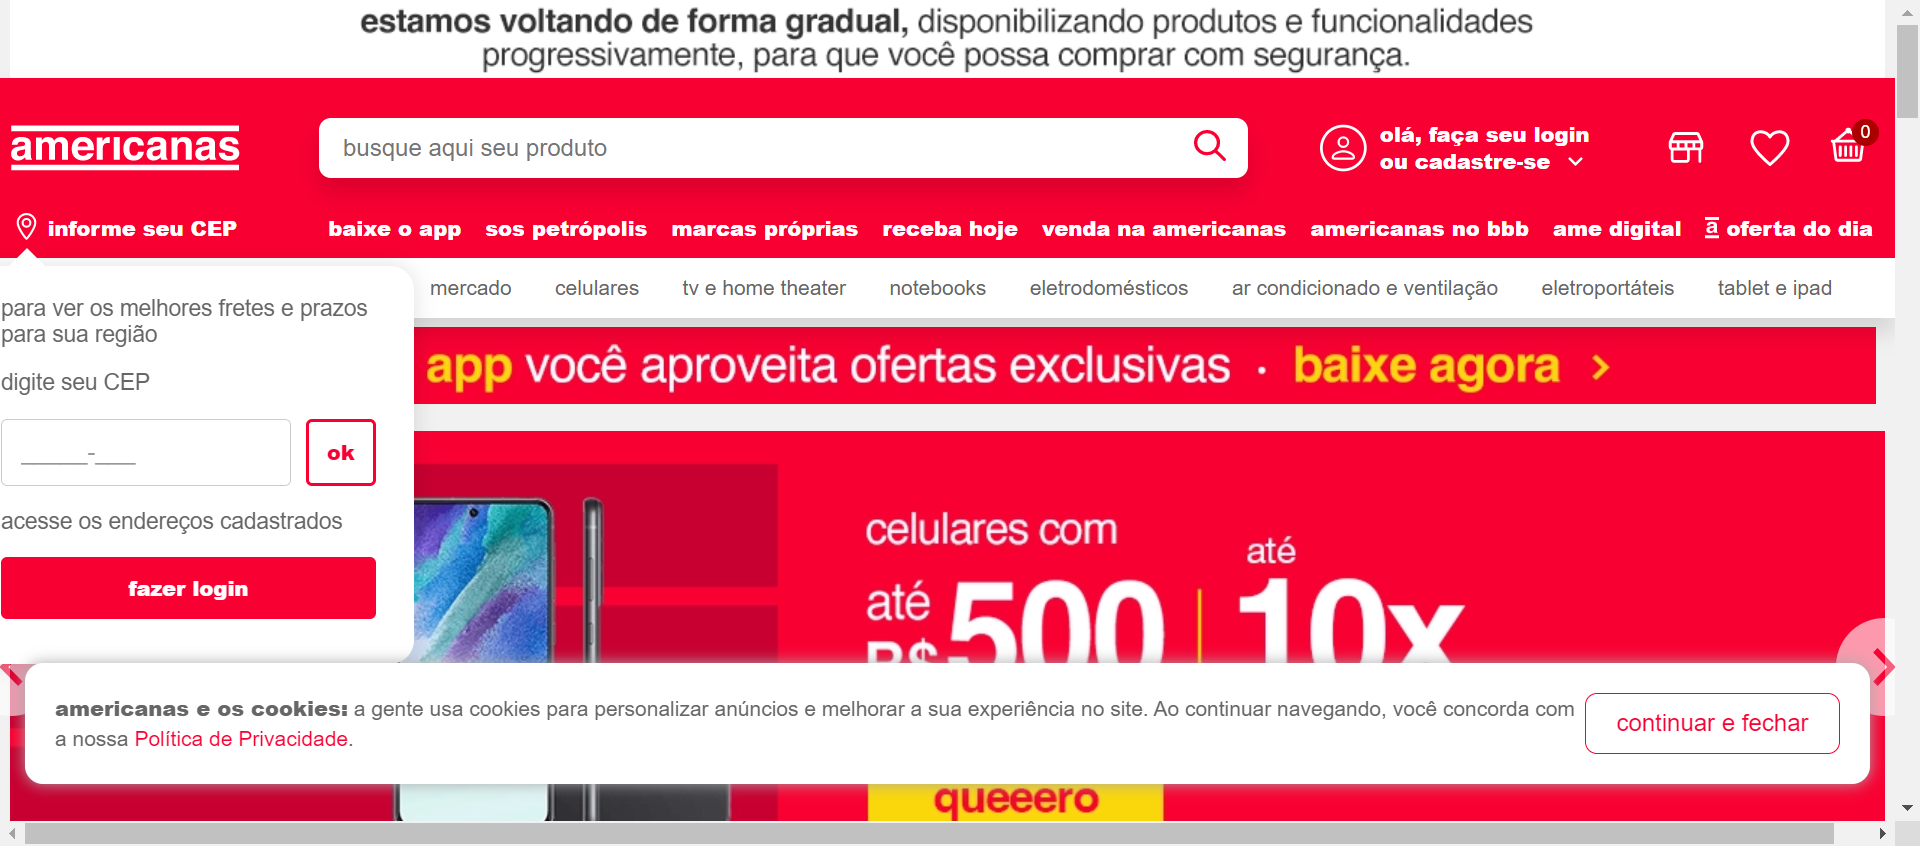 estamos voltando de forma gradual, disponibilizando produtos e funcionalidades
progressivamente, para que você possa comprar com segurança.
americanas
busque aqui seu produto
olá, faça seu login
ou cadastre-se
0
informe seu CEP
baixe o app
sos petrópolis
marcas próprias
receba hoje
venda na americanas
americanas no bbb
ame digital
a oferta do dia
mercado
celulares
tv e home theater
notebooks
eletrodomésticos
ar condicionado e ventilação
eletroportáteis
tablet e ipad
para ver os melhores fretes e prazos
para sua região
digite seu CEP
_____-___
ok
acesse os endereços cadastrados
fazer login
app você aproveita ofertas exclusivas · baixe agora >
celulares com
até
R$ 500
até
10x
americanas e os cookies: a gente usa cookies para personalizar anúncios e melhorar a sua experiência no site. Ao continuar navegando, você concorda com
a nossa Política de Privacidade.
continuar e fechar
queeero